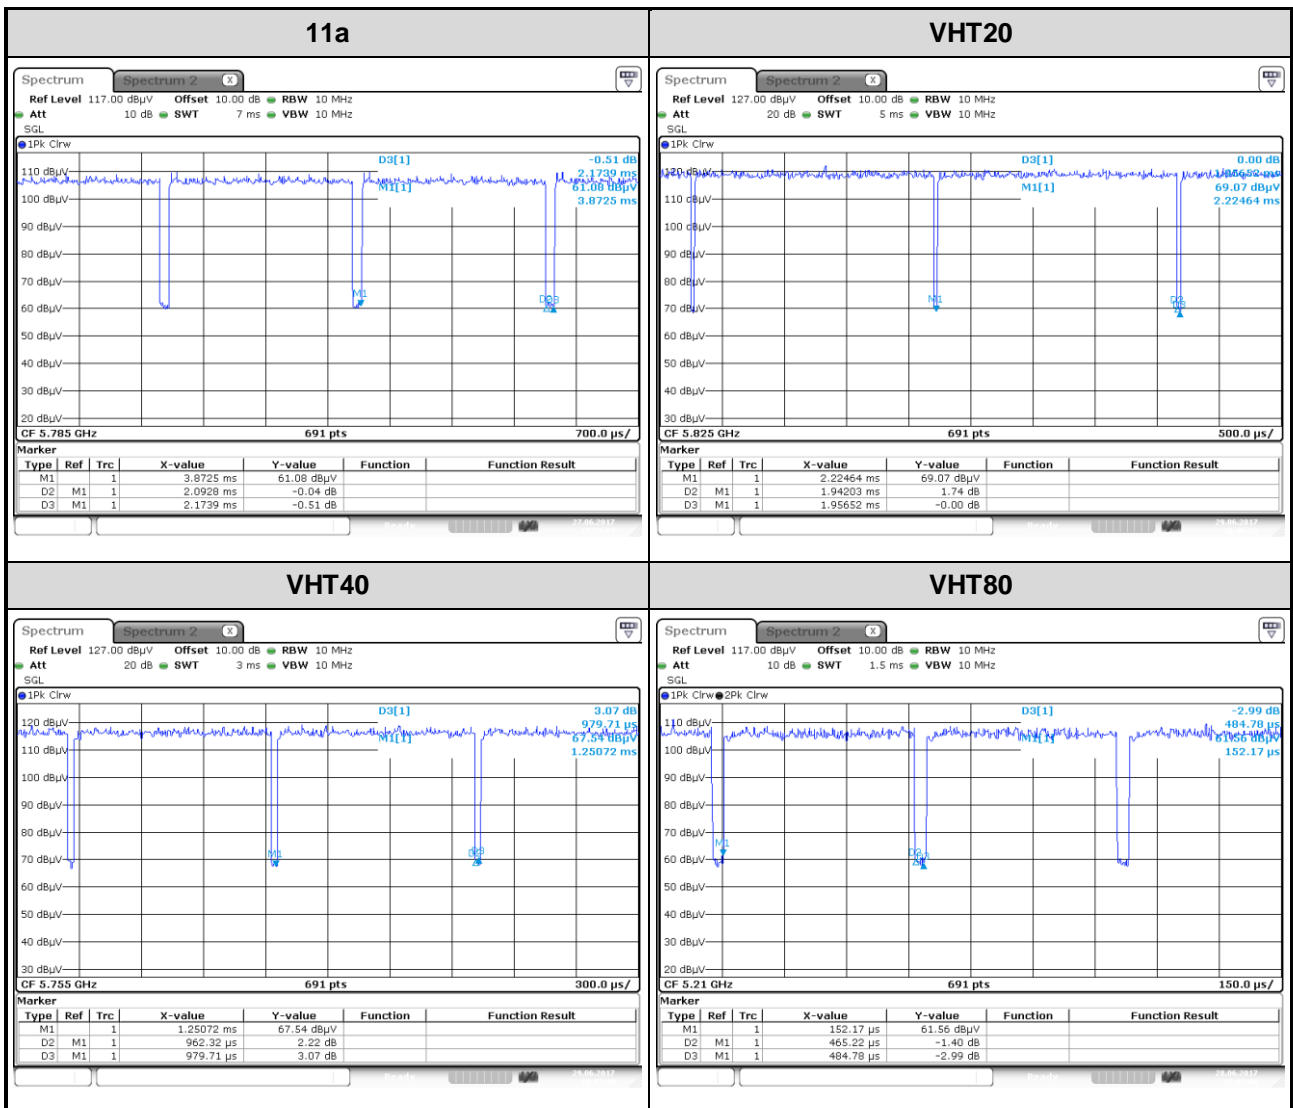 11a
VHT20
Spectrum Spectrum 2 X
Ref Level 117.00 dBµV Offset 10.00 dB RBW 10 MHz
Att 10 dB SWT 7 ms VBW 10 MHz
SGL
1Pk Clrw
D3[1] -0.51 dB
2.1739 ms
M1[1] 61.08 dBµV
3.8725 ms
110 dBµV
100 dBµV
90 dBµV
80 dBµV
70 dBµV
60 dBµV
50 dBµV
40 dBµV
30 dBµV
20 dBµV
M1
CF 5.785 GHz 691 pts 700.0 µs/
Marker
Type Ref Trc X-value Y-value Function Function Result
M1 1 3.8725 ms 61.08 dBµV
D2 M1 1 2.0928 ms -0.04 dB
D3 M1 1 2.1739 ms -0.51 dB
27.06.2017
Spectrum Spectrum 2 X
Ref Level 127.00 dBµV Offset 10.00 dB RBW 10 MHz
Att 20 dB SWT 5 ms VBW 10 MHz
SGL
1Pk Clrw
D3[1] 0.00 dB
1.95652 ms
M1[1] 69.07 dBµV
2.22464 ms
120 dBµV
110 dBµV
100 dBµV
90 dBµV
80 dBµV
70 dBµV
60 dBµV
50 dBµV
40 dBµV
30 dBµV
M1
CF 5.825 GHz 691 pts 500.0 µs/
Marker
Type Ref Trc X-value Y-value Function Function Result
M1 1 2.22464 ms 69.07 dBµV
D2 M1 1 1.94203 ms 1.74 dB
D3 M1 1 1.95652 ms -0.00 dB
VHT40
VHT80
Spectrum Spectrum 2 X
Ref Level 127.00 dBµV Offset 10.00 dB RBW 10 MHz
Att 20 dB SWT 3 ms VBW 10 MHz
SGL
1Pk Clrw
D3[1] 3.07 dB
979.71 µs
M1[1] 67.54 dBµV
1.25072 ms
120 dBµV
110 dBµV
100 dBµV
90 dBµV
80 dBµV
70 dBµV
60 dBµV
50 dBµV
40 dBµV
30 dBµV
M1
CF 5.755 GHz 691 pts 300.0 µs/
Marker
Type Ref Trc X-value Y-value Function Function Result
M1 1 1.25072 ms 67.54 dBµV
D2 M1 1 962.32 µs 2.22 dB
D3 M1 1 979.71 µs 3.07 dB
Spectrum Spectrum 2 X
Ref Level 117.00 dBµV Offset 10.00 dB RBW 10 MHz
Att 10 dB SWT 1.5 ms VBW 10 MHz
SGL
1Pk Clrw 2Pk Clrw
D3[1] -2.99 dB
484.78 µs
M1[1] 61.56 dBµV
152.17 µs
110 dBµV
100 dBµV
90 dBµV
80 dBµV
70 dBµV
60 dBµV
50 dBµV
40 dBµV
30 dBµV
20 dBµV
M1
D2
CF 5.21 GHz 691 pts 150.0 µs/
Marker
Type Ref Trc X-value Y-value Function Function Result
M1 1 152.17 µs 61.56 dBµV
D2 M1 1 465.22 µs -1.40 dB
D3 M1 1 484.78 µs -2.99 dB